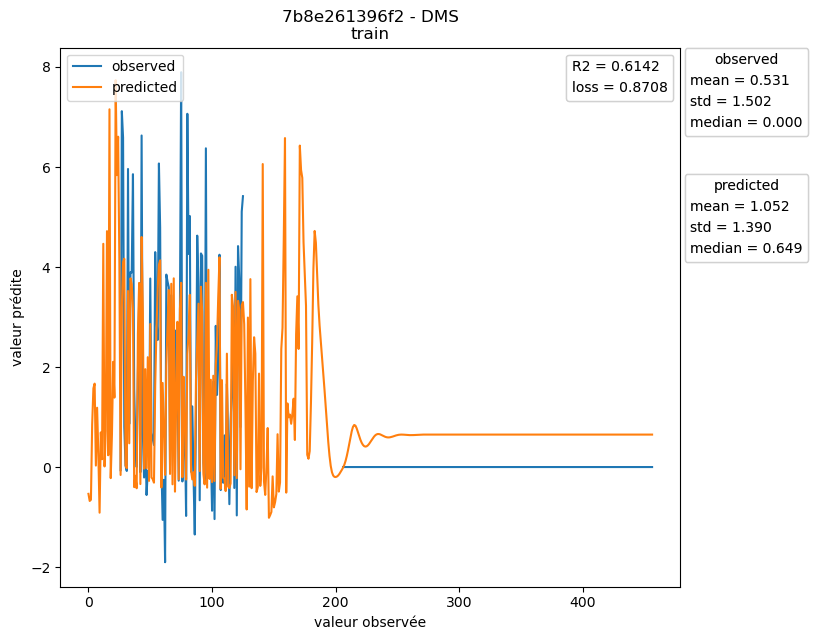 7b8e261396f2 - DMS
train
observed
predicted
R2 = 0.6142
loss = 0.8708
observed
mean = 0.531
std = 1.502
median = 0.000
predicted
mean = 1.052
std = 1.390
median = 0.649
valeur prédite
8
6
4
2
0
−2
0
100
200
300
400
valeur observée